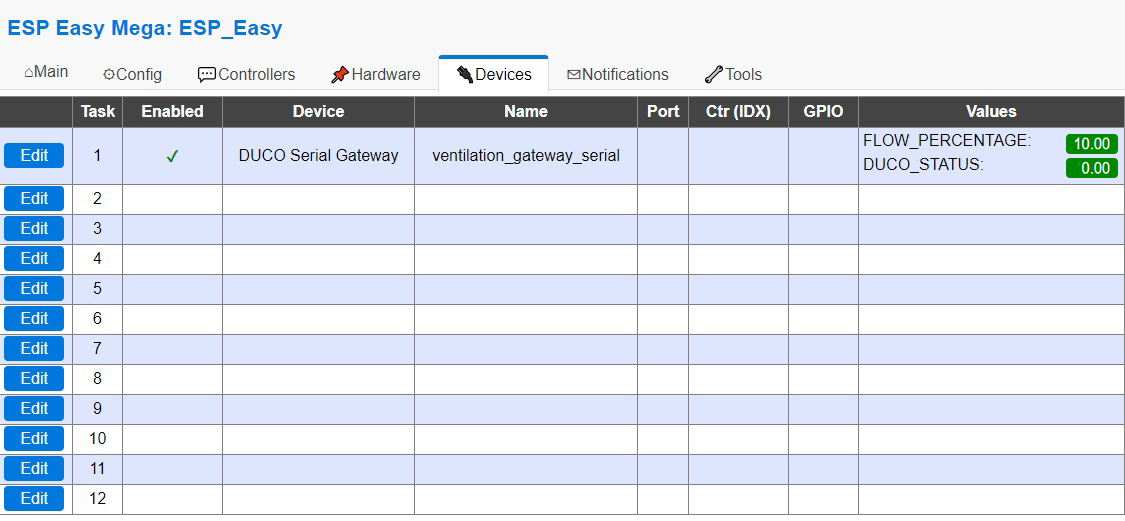 ESP Easy Mega: ESP_Easy
Main Config Controllers Hardware Devices Notifications Tools
Task Enabled Device Name Port Ctr (IDX) GPIO Values
Edit 1 ✓ DUCO Serial Gateway ventilation_gateway_serial FLOW_PERCENTAGE: 10.00
DUCO_STATUS: 0.00
Edit 2
Edit 3
Edit 4
Edit 5
Edit 6
Edit 7
Edit 8
Edit 9
Edit 10
Edit 11
Edit 12